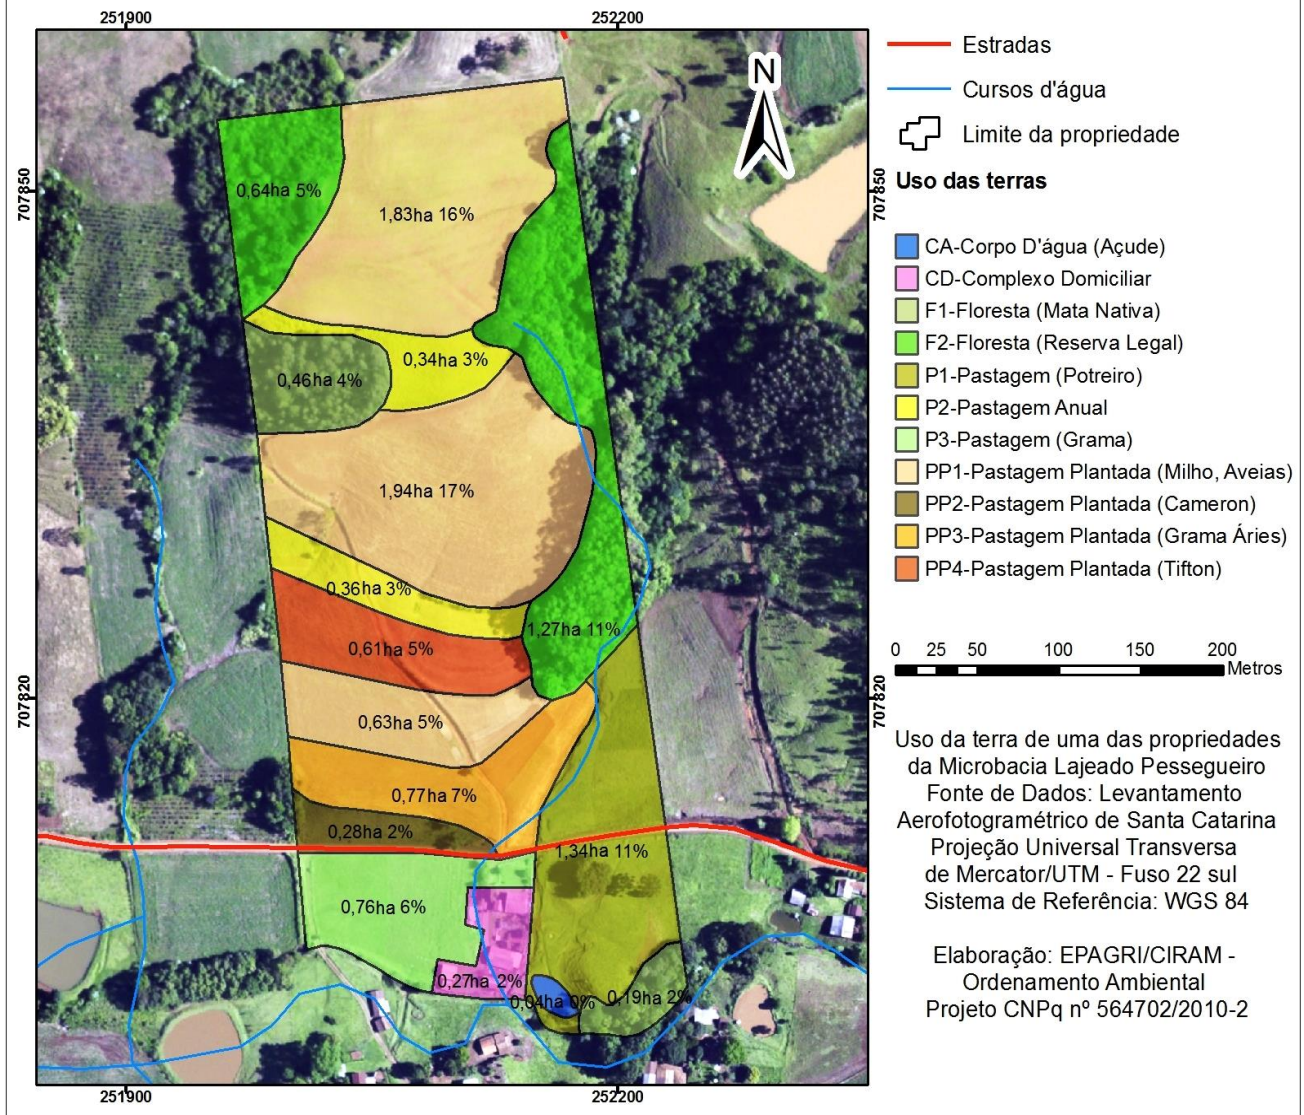 251900
252200
N
Estradas
Cursos d'água
Limite da propriedade
Uso das terras
707850
707850
CA-Corpo D'água (Açude)
CD-Complexo Domiciliar
F1-Floresta (Mata Nativa)
F2-Floresta (Reserva Legal)
P1-Pastagem (Potreiro)
P2-Pastagem Anual
P3-Pastagem (Grama)
PP1-Pastagem Plantada (Milho, Aveias)
PP2-Pastagem Plantada (Cameron)
PP3-Pastagem Plantada (Grama Áries)
PP4-Pastagem Plantada (Tifton)
0,64ha 5%
1,83ha 16%
0,34ha 3%
0,46ha 4%
1,94ha 17%
0,36ha 3%
1,27ha 11%
0,61ha 5%
0,63ha 5%
0,77ha 7%
0,28ha 2%
1,34ha 11%
0,76ha 6%
0,27ha 2%
0,04ha 0%
0,19ha 2%
707820
707820
0 25 50 100 150 200
Metros
Uso da terra de uma das propriedades
da Microbacia Lajeado Pessegueiro
Fonte de Dados: Levantamento
Aerofotogramétrico de Santa Catarina
Projeção Universal Transversa
de Mercator/UTM - Fuso 22 sul
Sistema de Referência: WGS 84
Elaboração: EPAGRI/CIRAM -
Ordenamento Ambiental
Projeto CNPq nº 564702/2010-2
251900
252200